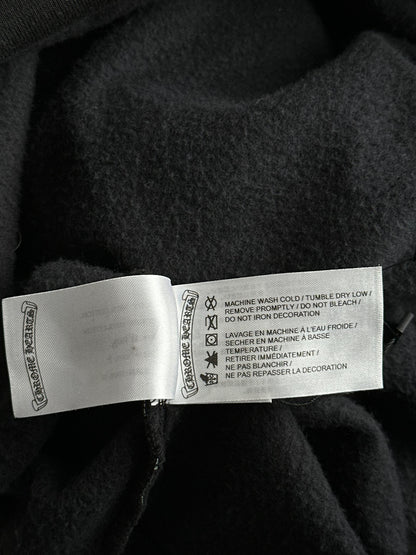 CHROME HEARTS
CHROME HEARTS
MACHINE WASH COLD / TUMBLE DRY LOW /
REMOVE PROMPTLY / DO NOT BLEACH /
DO NOT IRON DECORATION
LAVAGE EN MACHINE À L'EAU FROIDE /
SECHER EN MACHINE À BASSE
TEMPERATURE /
RETIRER IMMÉDIATEMENT /
NE PAS BLANCHIR /
NE PAS REPASSER LA DECORATION